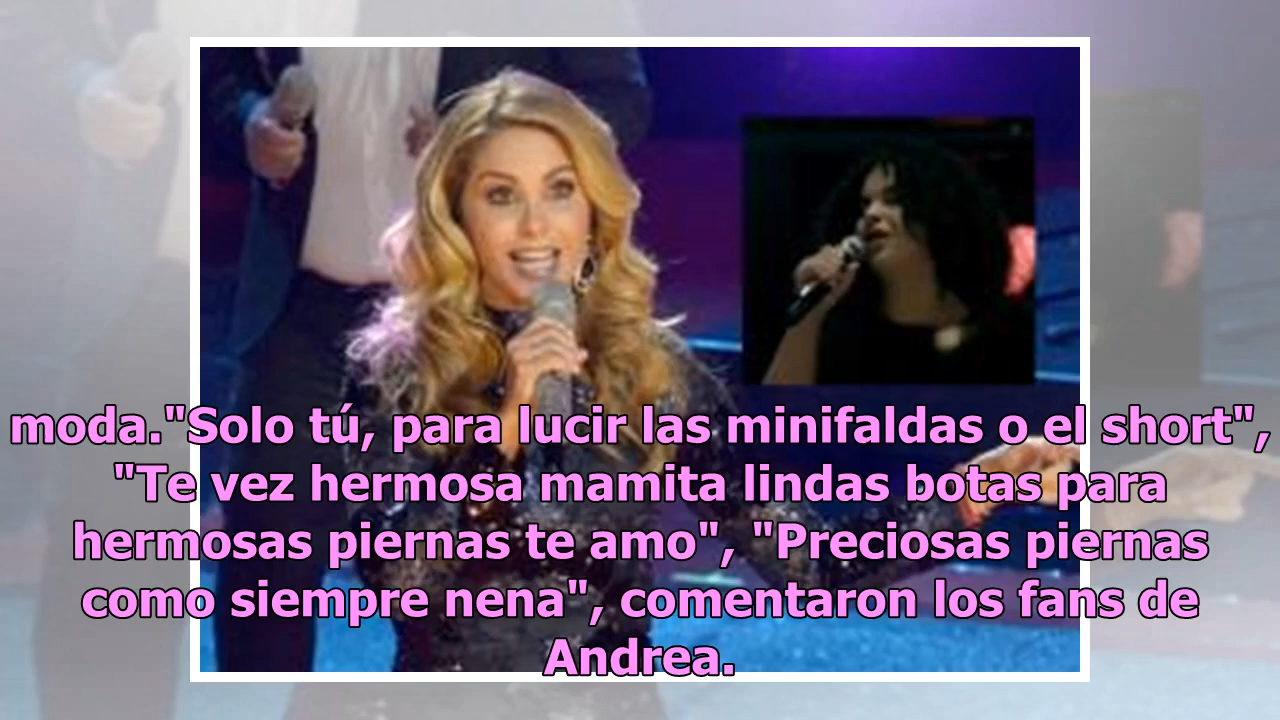 moda."Solo tú, para lucir las minifaldas o el short",
"Te vez hermosa mamita lindas botas para
hermosas piernas te amo", "Preciosas piernas
como siempre nena", comentaron los fans de
Andrea.